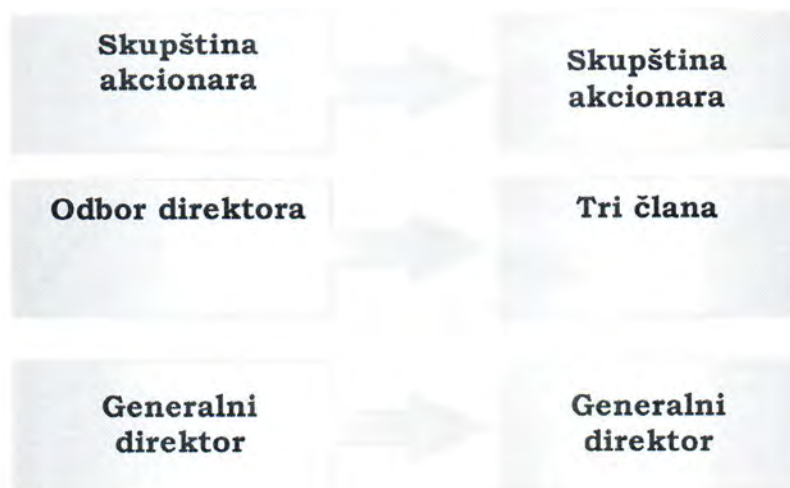 Skupština
akcionara
Skupština
akcionara
Odbor direktora
Tri člana
Generalni
direktor
Generalni
direktor